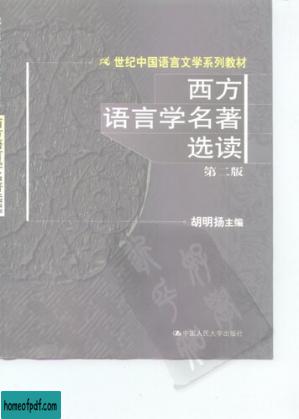 21世纪中国语言文学系列教材
西方
语言学名著
选读
第二版
胡明扬主编
中国人民大学出版社
homeofpdf.com